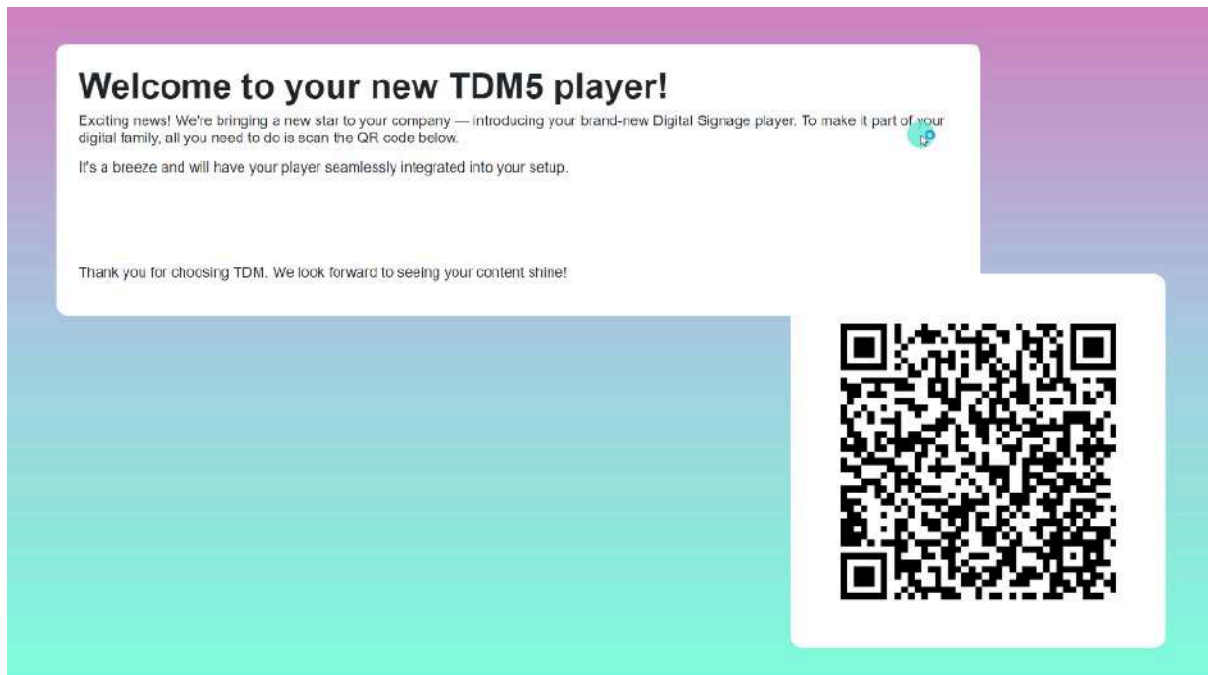 Welcome to your new TDM5 player!
Exciting news! We're bringing a new star to your company — introducing your brand-new Digital Signage player. To make it part of your
digital family, all you need to do is scan the QR code below.
It's a breeze and will have your player seamlessly integrated into your setup.
Thank you for choosing TDM. We look forward to seeing your content shine!